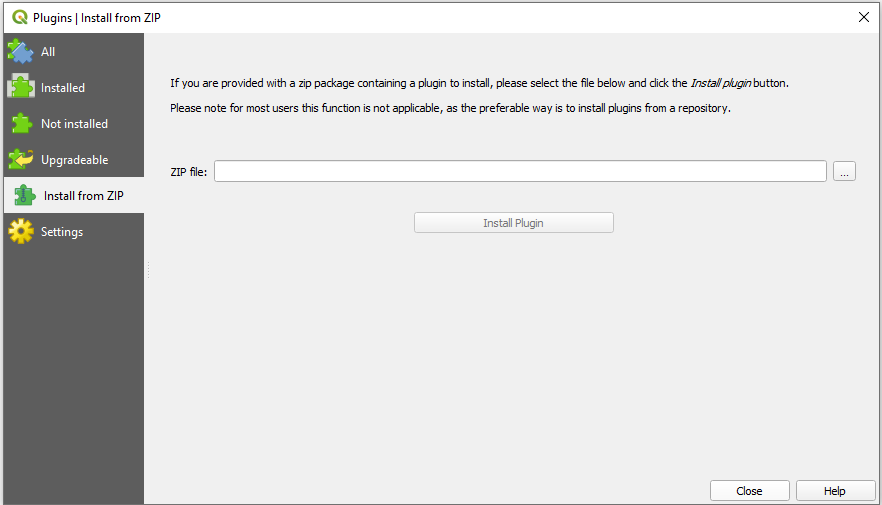 Plugins | Install from ZIP
All
Installed
Not installed
Upgradeable
Install from ZIP
Settings
If you are provided with a zip package containing a plugin to install, please select the file below and click the Install plugin button.
Please note for most users this function is not applicable, as the preferable way is to install plugins from a repository.
ZIP file:
...
Install Plugin
Close
Help